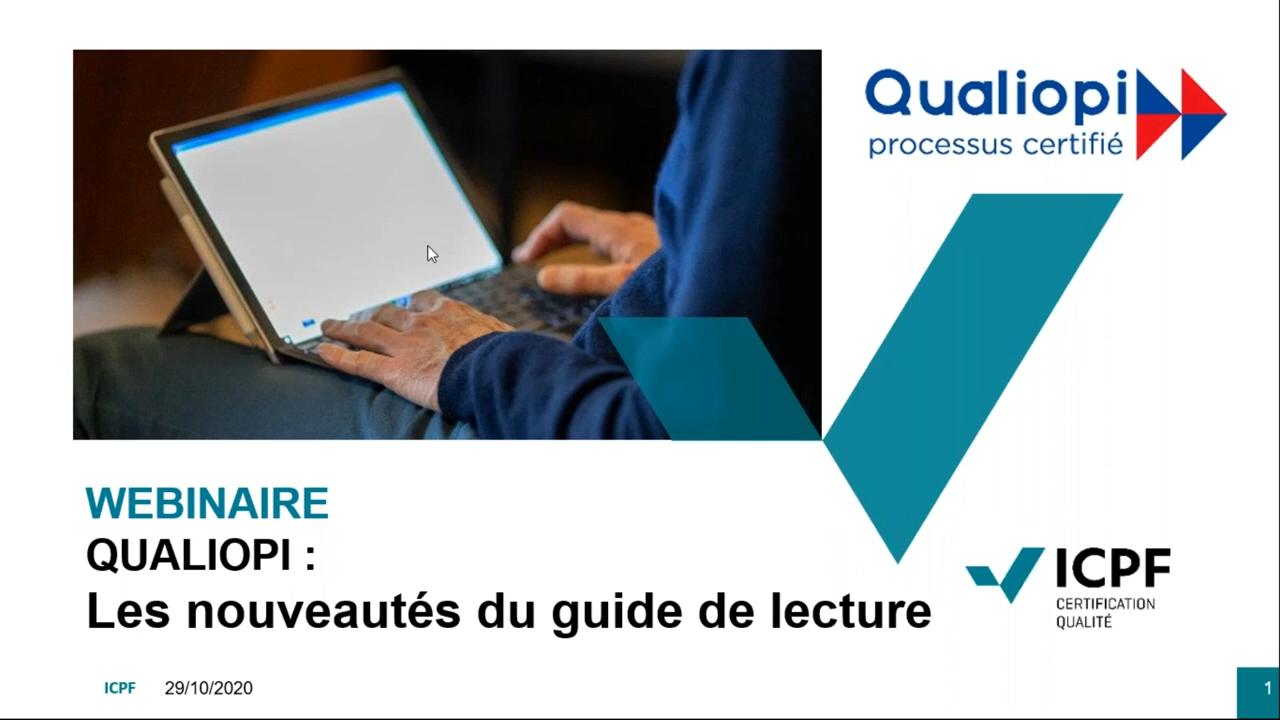 Qualiopi
processus certifié
WEBINAIRE
QUALIOPI :
Les nouveautés du guide de lecture
ICPF
CERTIFICATION
QUALITÉ
ICPF 29/10/2020
1